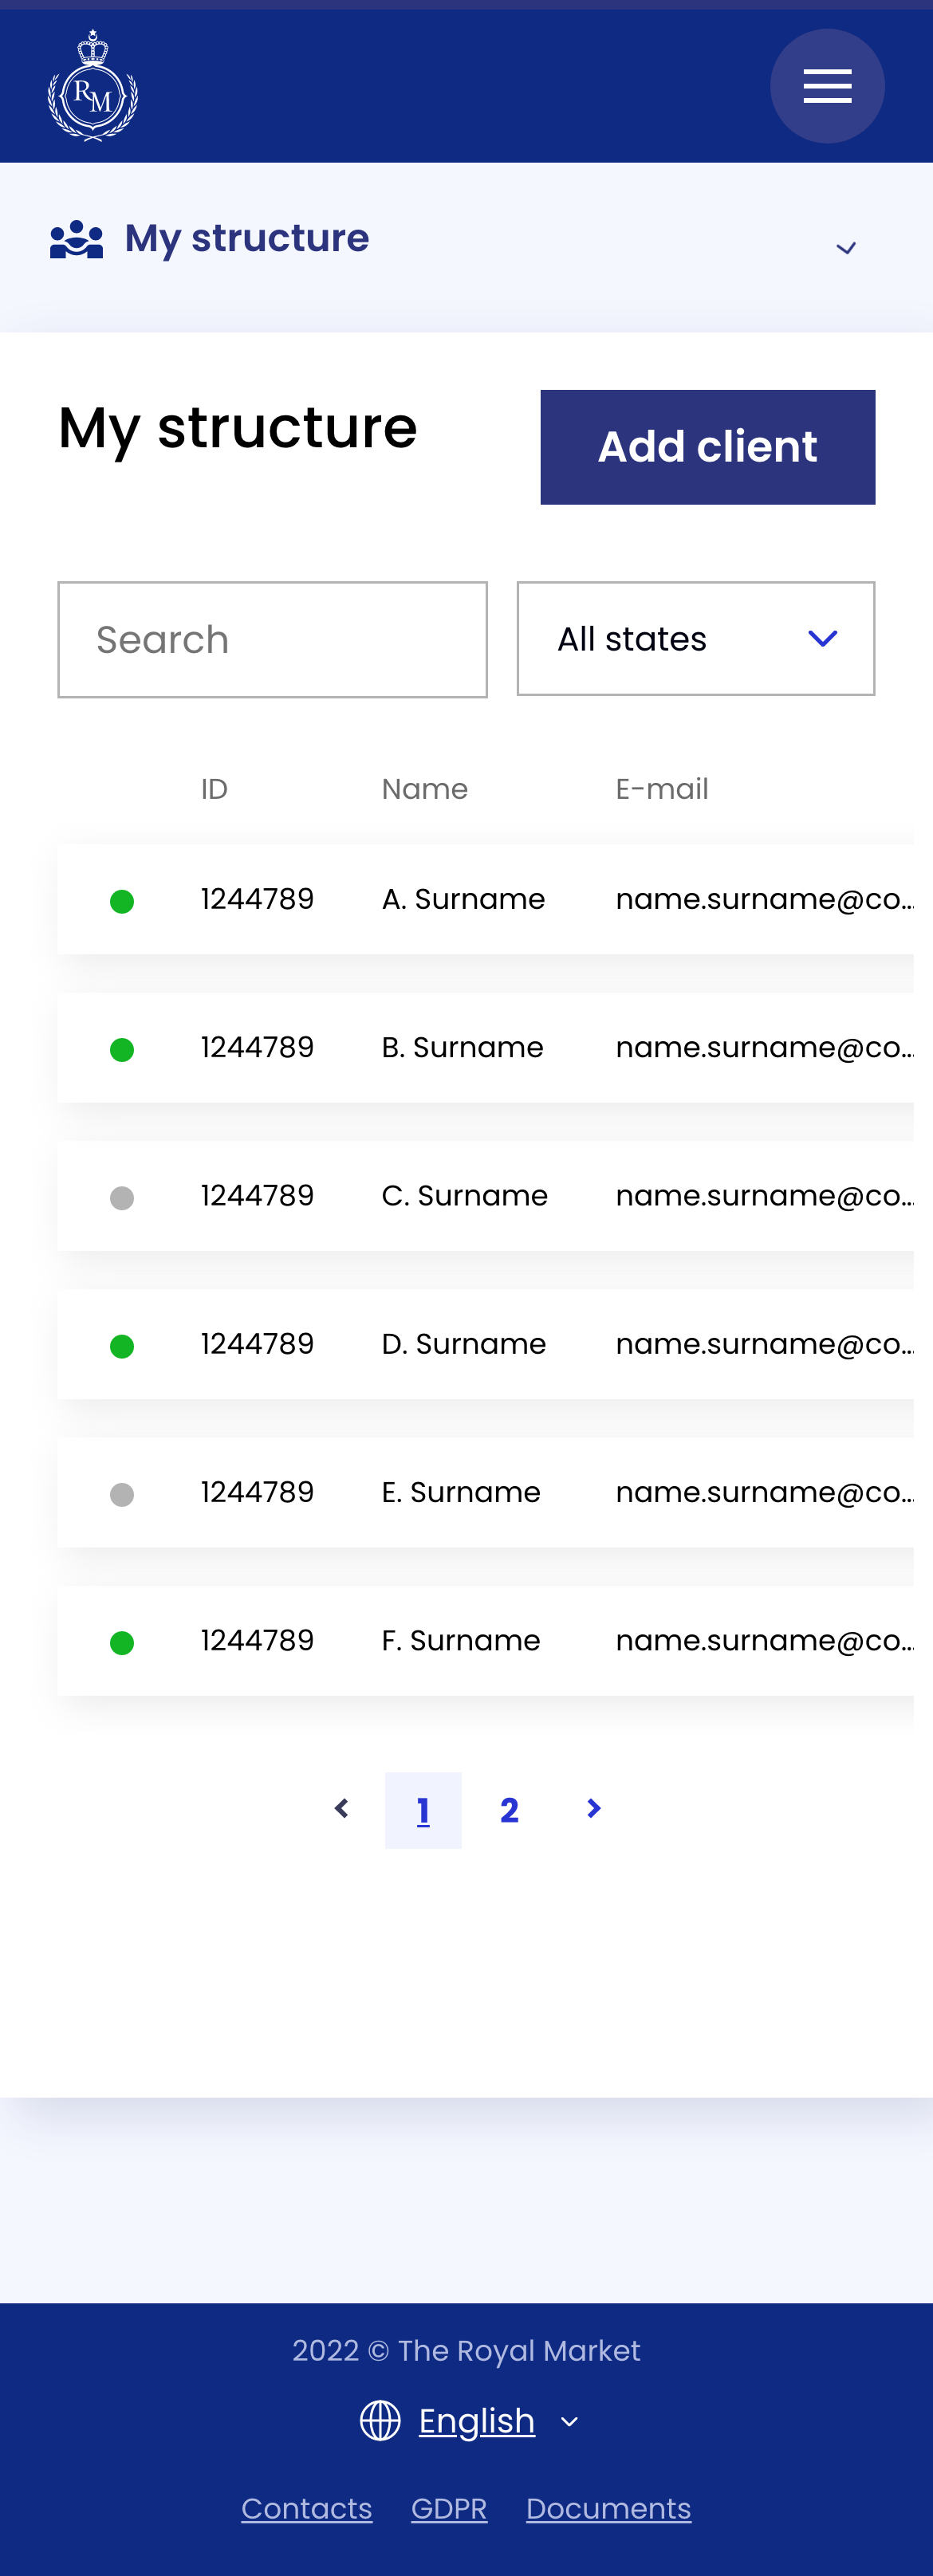 RM
My structure
My structure
Add client
Search
All states
ID Name E-mail
1244789 A. Surname name.surname@co...
1244789 B. Surname name.surname@co...
1244789 C. Surname name.surname@co...
1244789 D. Surname name.surname@co...
1244789 E. Surname name.surname@co...
1244789 F. Surname name.surname@co...
1 2
2022 © The Royal Market
English
Contacts GDPR Documents